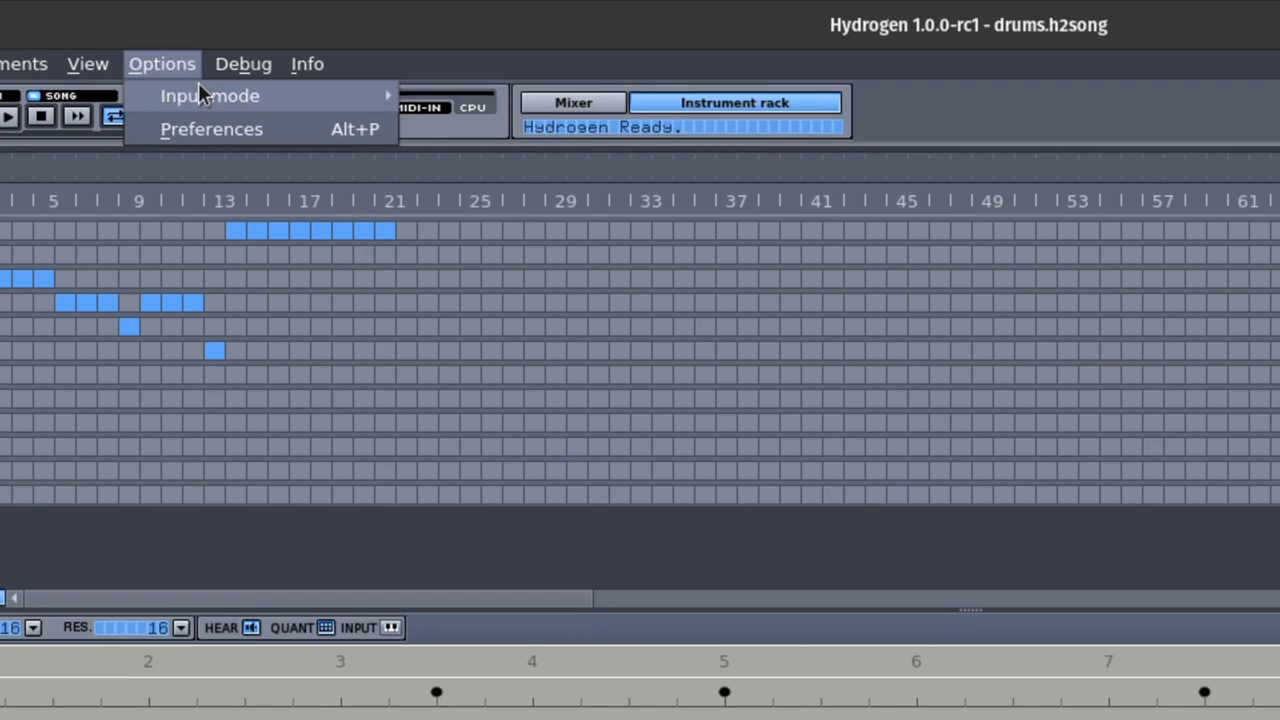 Hydrogen 1.0.0-rc1 - drums.h2song
ments View Options Debug Info
SONG
Input mode
Preferences Alt+P
MIDI-IN CPU
Mixer Instrument rack
Hydrogen Ready.
5 9 13 17 21 25 29 33 37 41 45 49 53 57 61
16 RES. 16 HEAR QUANT INPUT
2 3 4 5 6 7